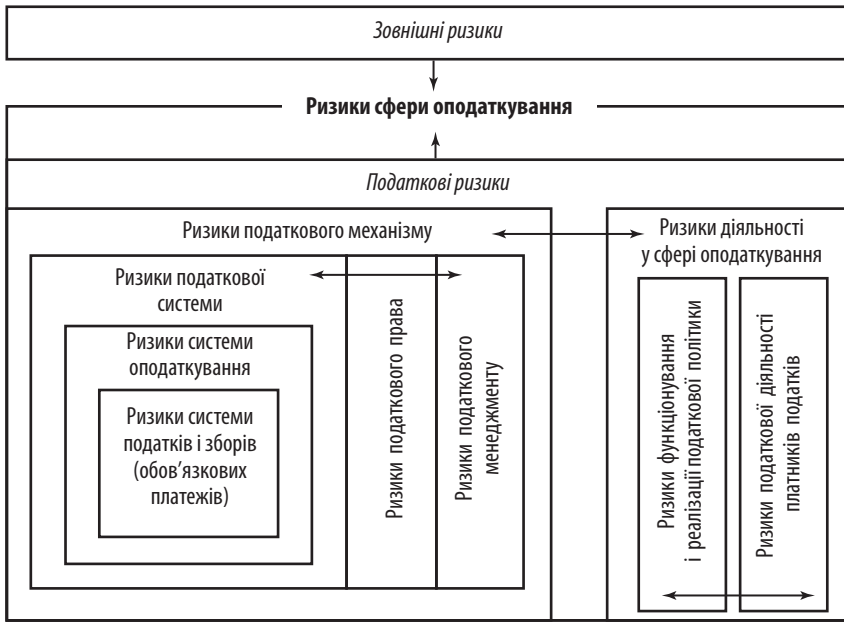 Зовнішні ризики
Ризики сфери оподаткування
Податкові ризики
Ризики податкового механізму
Ризики податкової
системи
Ризики системи
оподаткування
Ризики системи
податків і зборів
(обов’язкових
платежів)
Ризики податкового права
Ризики податкового
менеджменту
Ризики діяльності
у сфері оподаткування
Ризики функціонування
і реалізації податкової політики
Ризики податкової діяльності
платників податків